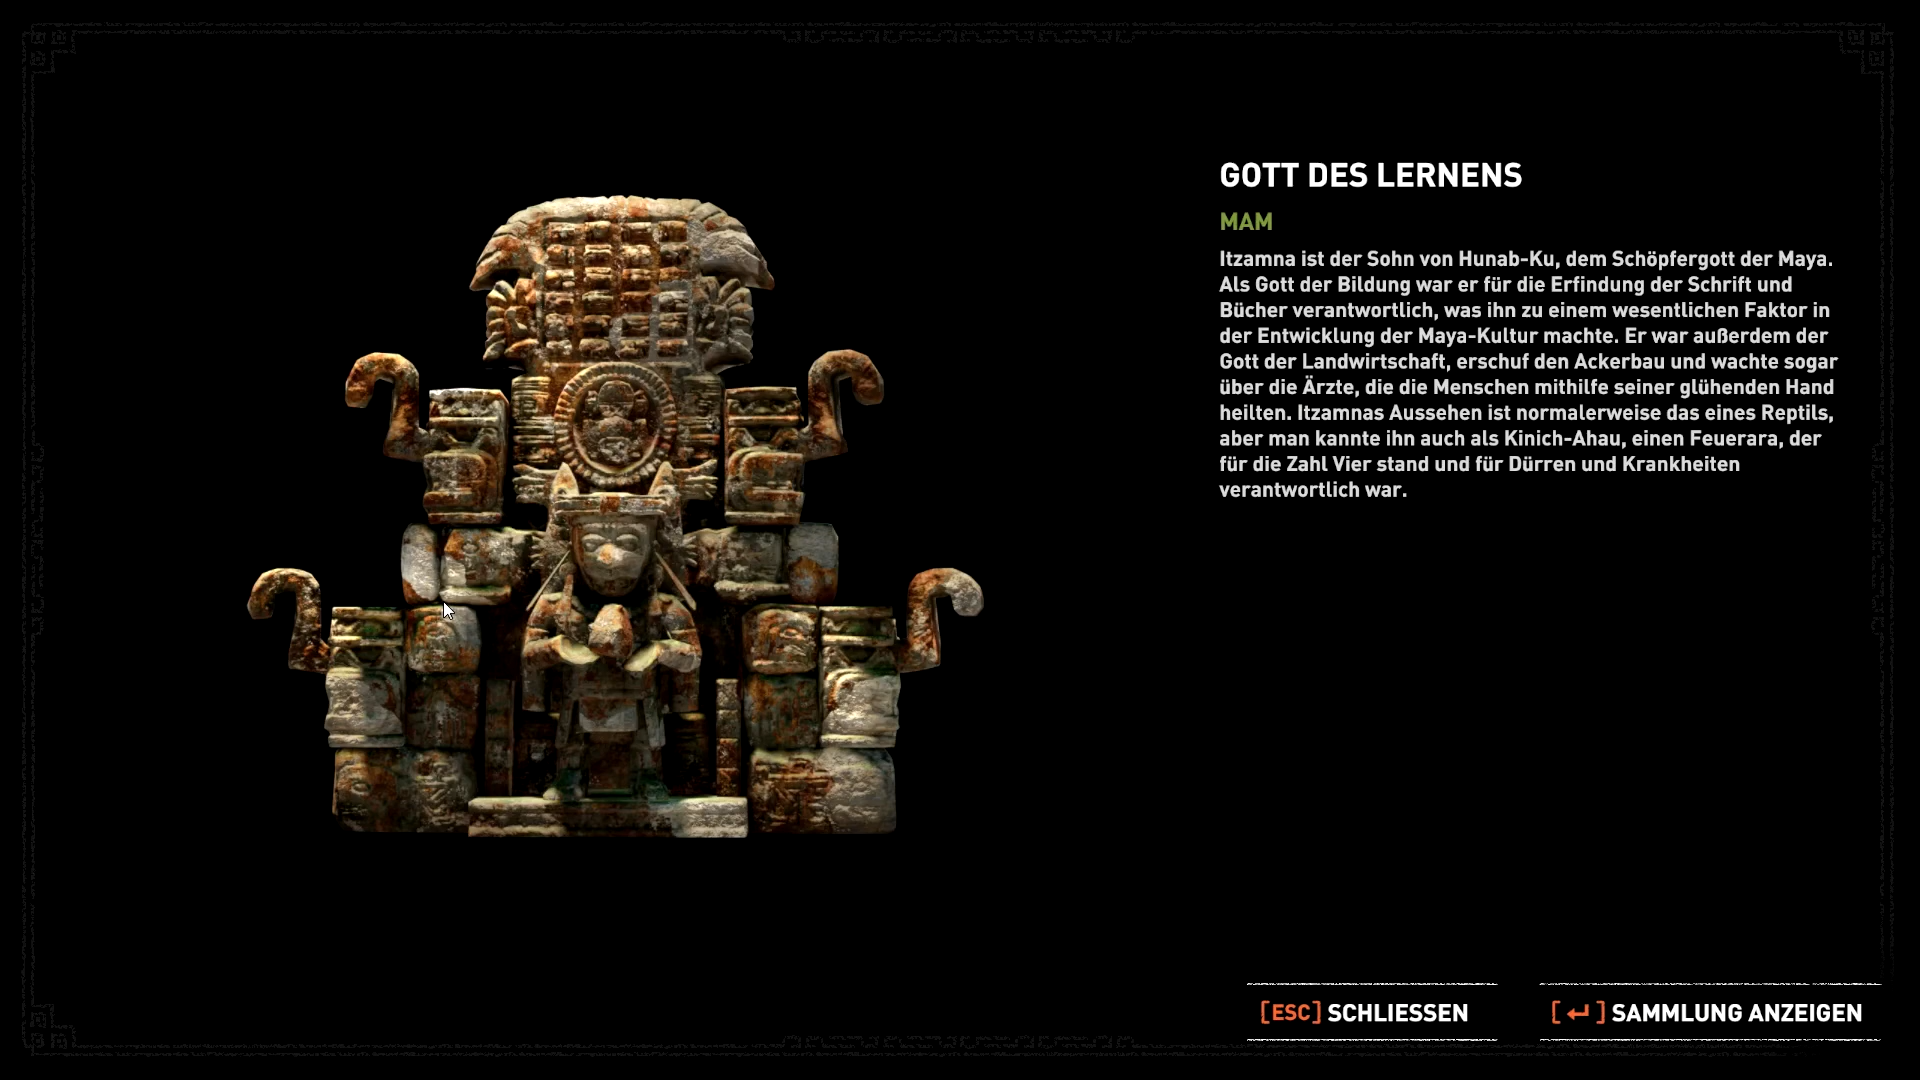 GOTT DES LERNENS
MAM
Itzamna ist der Sohn von Hunab-Ku, dem Schöpfergott der Maya.
Als Gott der Bildung war er für die Erfindung der Schrift und
Bücher verantwortlich, was ihn zu einem wesentlichen Faktor in
der Entwicklung der Maya-Kultur machte. Er war außerdem der
Gott der Landwirtschaft, erschuf den Ackerbau und wachte sogar
über die Ärzte, die die Menschen mithilfe seiner glühenden Hand
heilten. Itzamnas Aussehen ist normalerweise das eines Reptils,
aber man kannte ihn auch als Kinich-Ahau, einen Feuerara, der
für die Zahl Vier stand und für Dürren und Krankheiten
verantwortlich war.
[ESC] SCHLIESSEN
[↵] SAMMLUNG ANZEIGEN